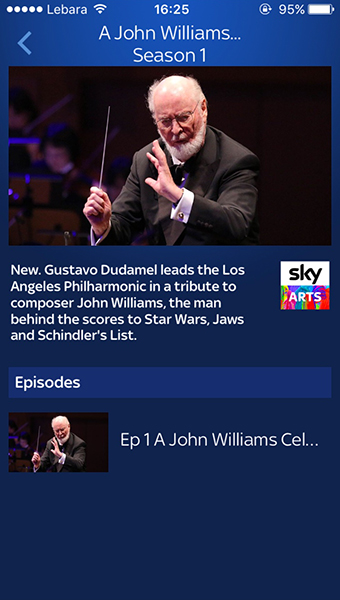 Lebara 16:25 95%
A John Williams...
Season 1
New. Gustavo Dudamel leads the Los
Angeles Philharmonic in a tribute to
composer John Williams, the man
behind the scores to Star Wars, Jaws
and Schindler's List.
sky
ARTS
Episodes
Ep 1 A John Williams Cel...